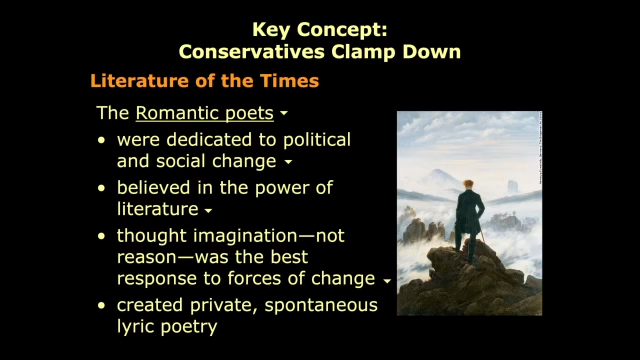 Key Concept:
Conservatives Clamp Down
Literature of the Times
The Romantic poets
• were dedicated to political
and social change
• believed in the power of
literature
• thought imagination—not
reason—was the best
response to forces of change
• created private, spontaneous
lyric poetry